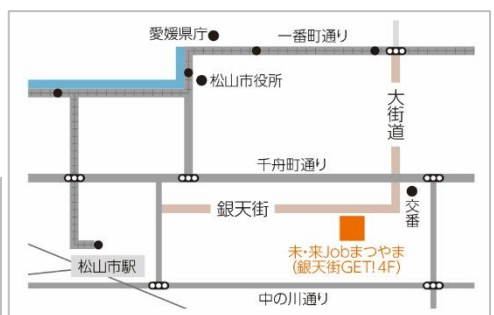 愛媛県庁
一番町通り
松山市役所
大街道
千舟町通り
銀天街
交番
未・来Jobまつやま
(銀天街GET!4F)
松山市駅
中の川通り